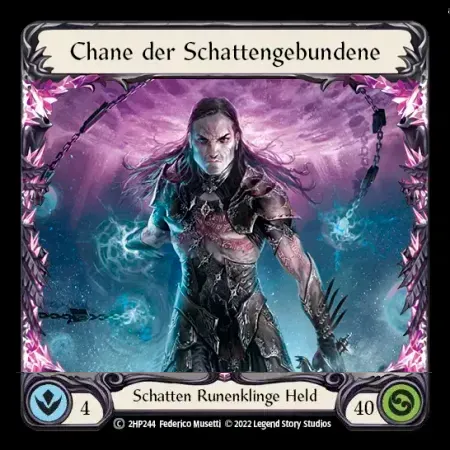 Chane der Schattengebundene
Schatten Runenklinge Held
4
40
© 2HP244 Federico Musetti © 2022 Legend Story Studios